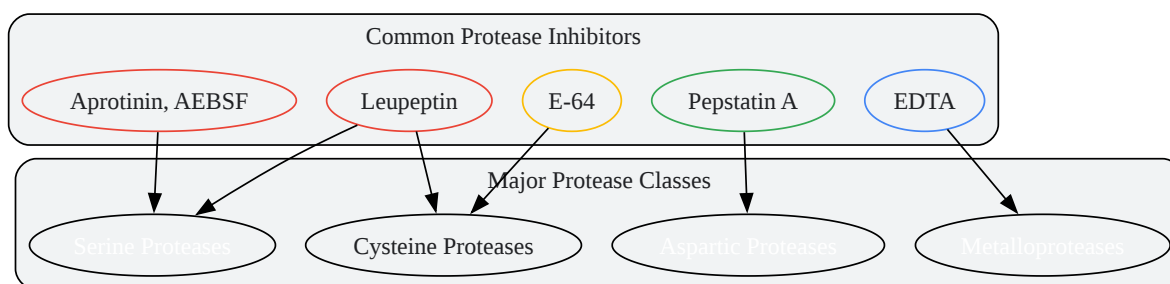 Common Protease Inhibitors
Aprotinin, AEBSF
Leupeptin
E-64
Pepstatin A
EDTA
Major Protease Classes
Serine Proteases
Cysteine Proteases
Aspartic Proteases
Metalloproteases